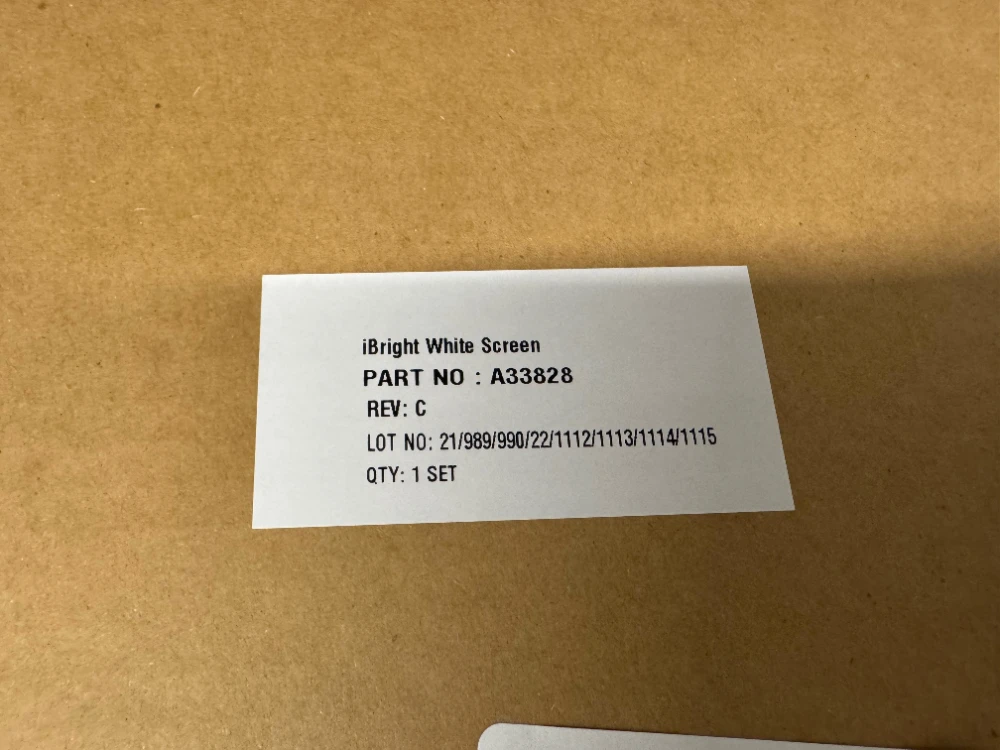 iBright White Screen
PART NO : A33828
REV: C
LOT NO: 21/989/990/22/1112/1113/1114/1115
QTY: 1 SET